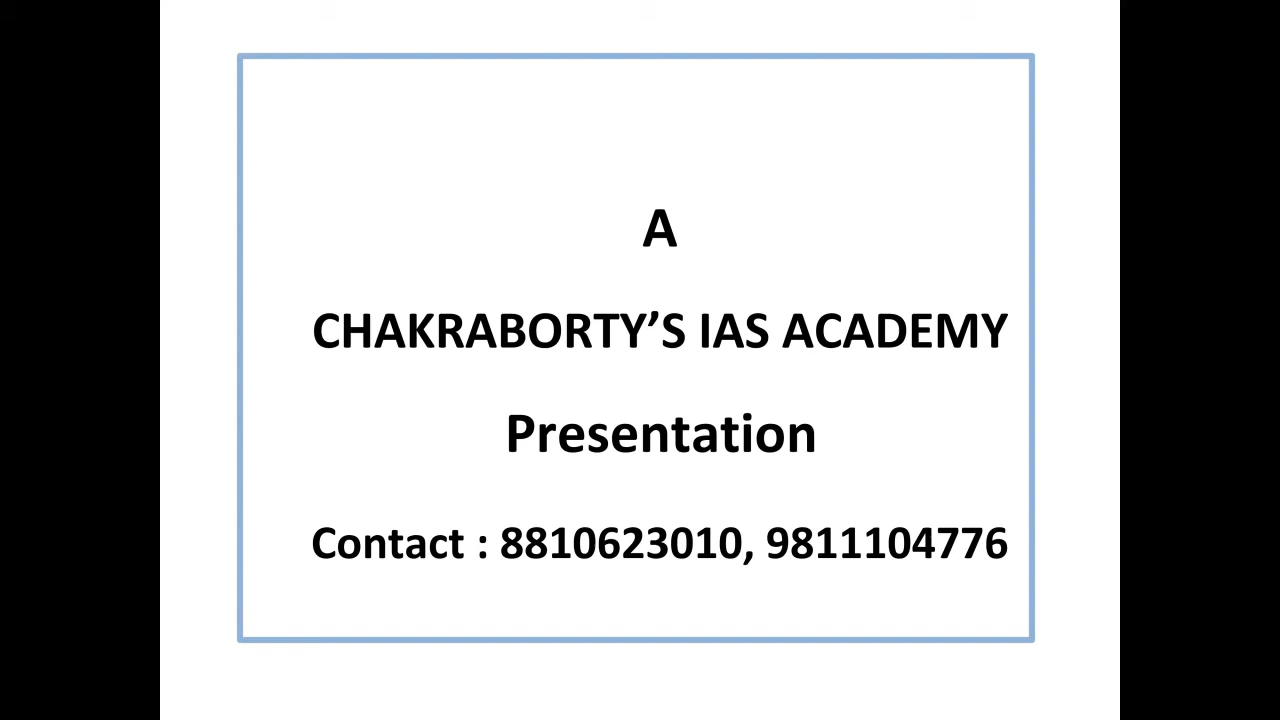 A
CHAKRABORTY’S IAS ACADEMY
Presentation
Contact : 8810623010, 9811104776